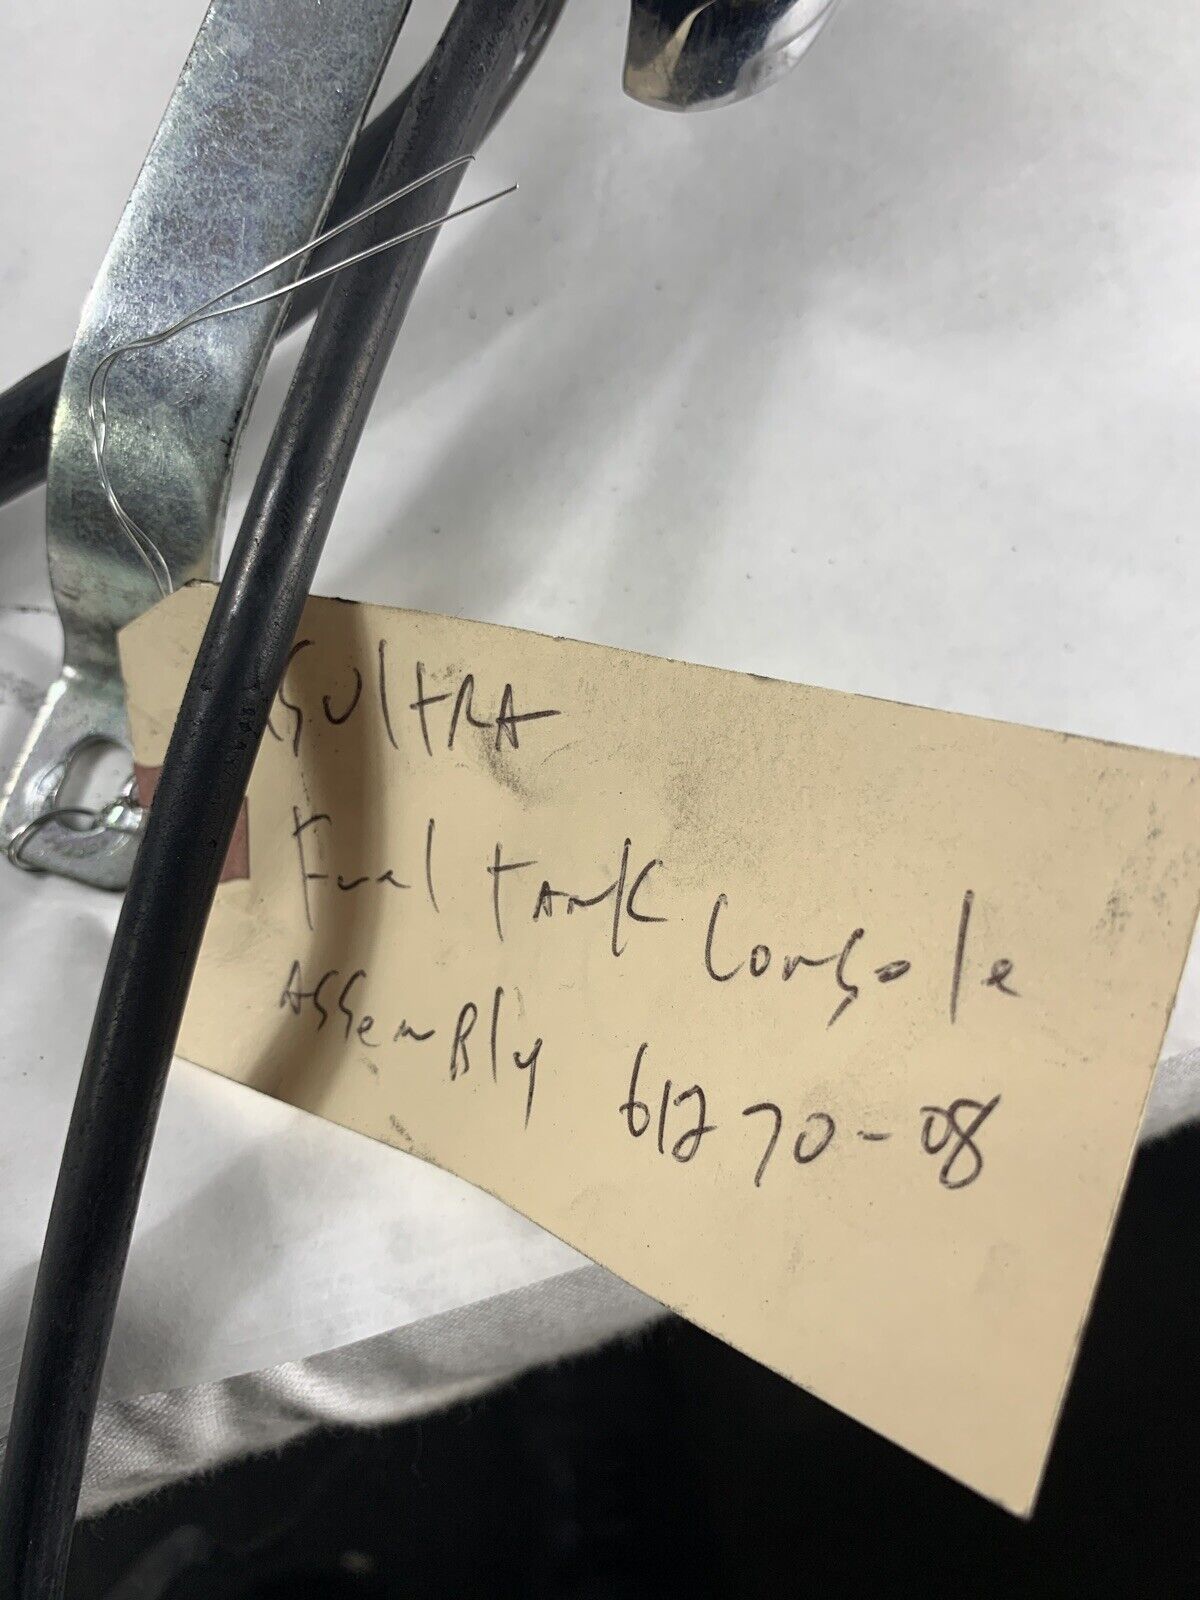 Ultra
Fuel tank Console
Assembly 61270-08